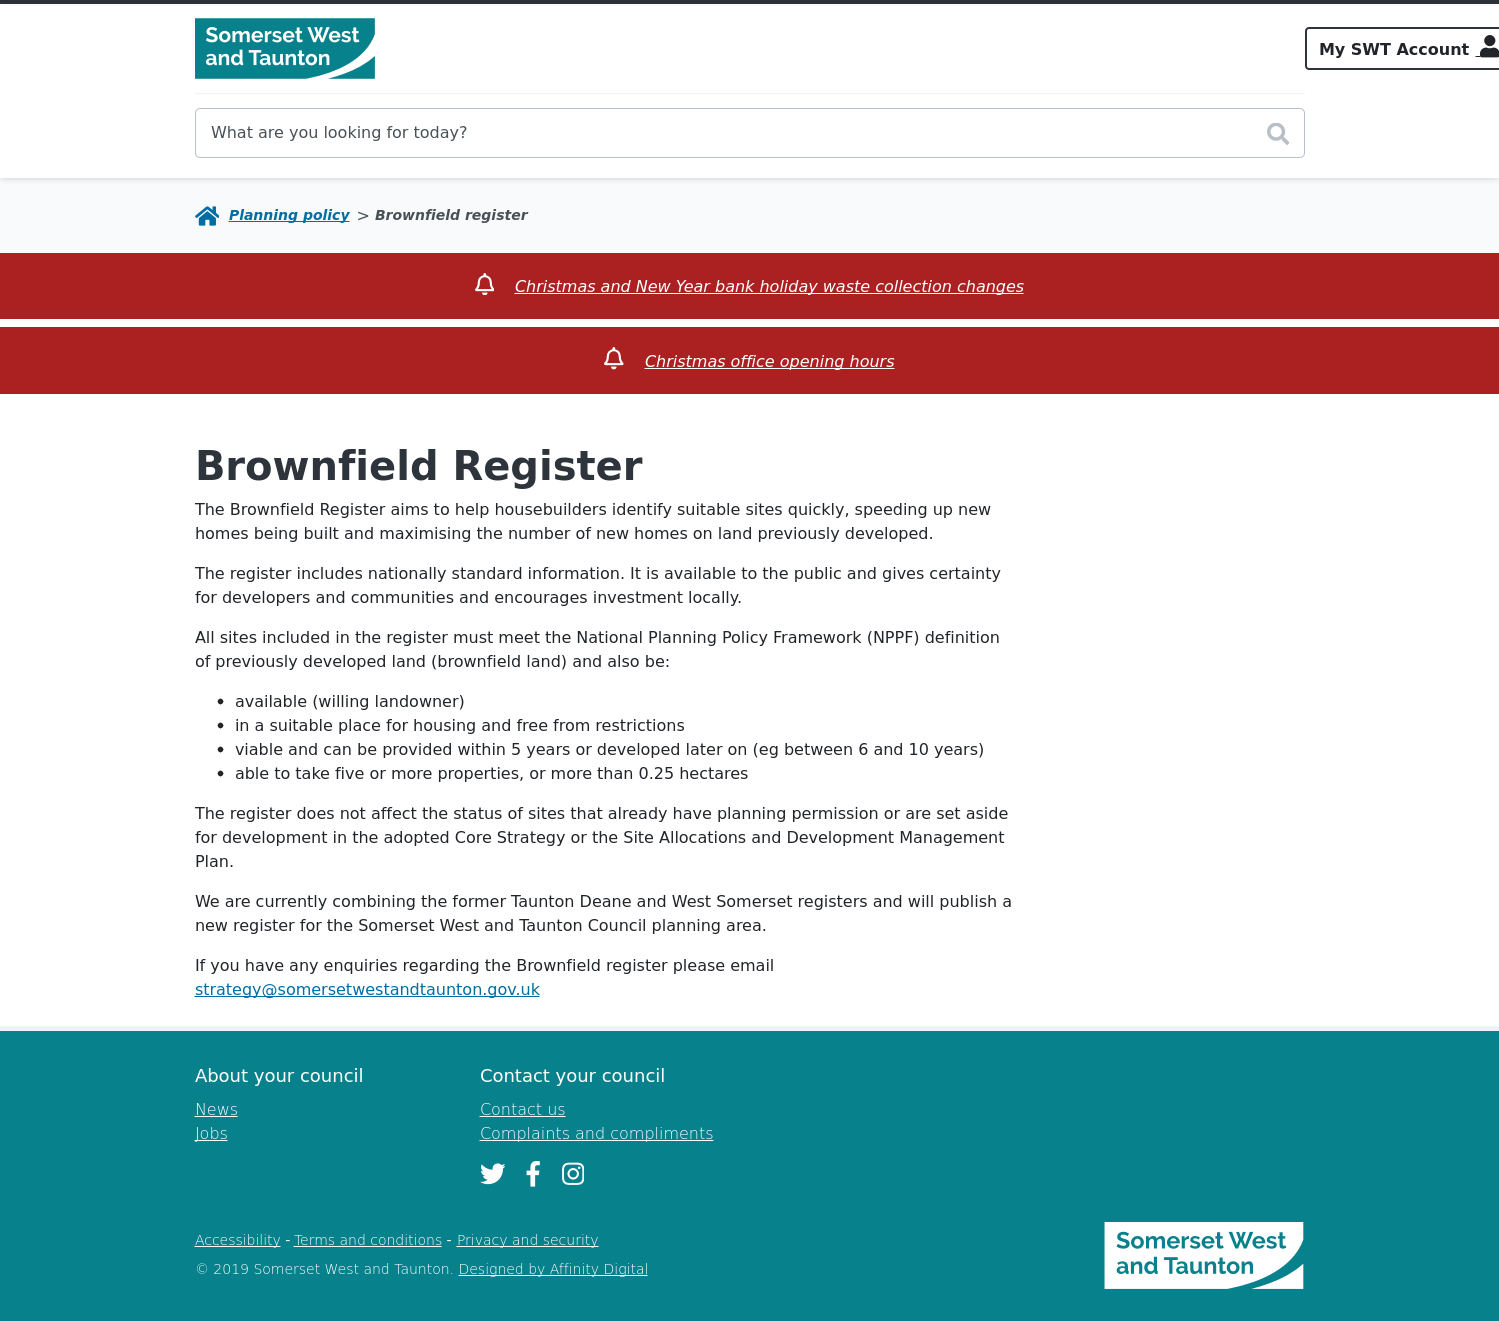 Somerset West
and Taunton
My SWT Account
What are you looking for today?
Planning policy > Brownfield register
Christmas and New Year bank holiday waste collection changes
Christmas office opening hours
Brownfield Register
The Brownfield Register aims to help housebuilders identify suitable sites quickly, speeding up new
homes being built and maximising the number of new homes on land previously developed.
The register includes nationally standard information. It is available to the public and gives certainty
for developers and communities and encourages investment locally.
All sites included in the register must meet the National Planning Policy Framework (NPPF) definition
of previously developed land (brownfield land) and also be:
• available (willing landowner)
• in a suitable place for housing and free from restrictions
• viable and can be provided within 5 years or developed later on (eg between 6 and 10 years)
• able to take five or more properties, or more than 0.25 hectares
The register does not affect the status of sites that already have planning permission or are set aside
for development in the adopted Core Strategy or the Site Allocations and Development Management
Plan.
We are currently combining the former Taunton Deane and West Somerset registers and will publish a
new register for the Somerset West and Taunton Council planning area.
If you have any enquiries regarding the Brownfield register please email
strategy@somersetwestandtaunton.gov.uk
About your council
News
Jobs
Contact your council
Contact us
Complaints and compliments
Accessibility - Terms and conditions - Privacy and security
© 2019 Somerset West and Taunton. Designed by Affinity Digital
Somerset West
and Taunton